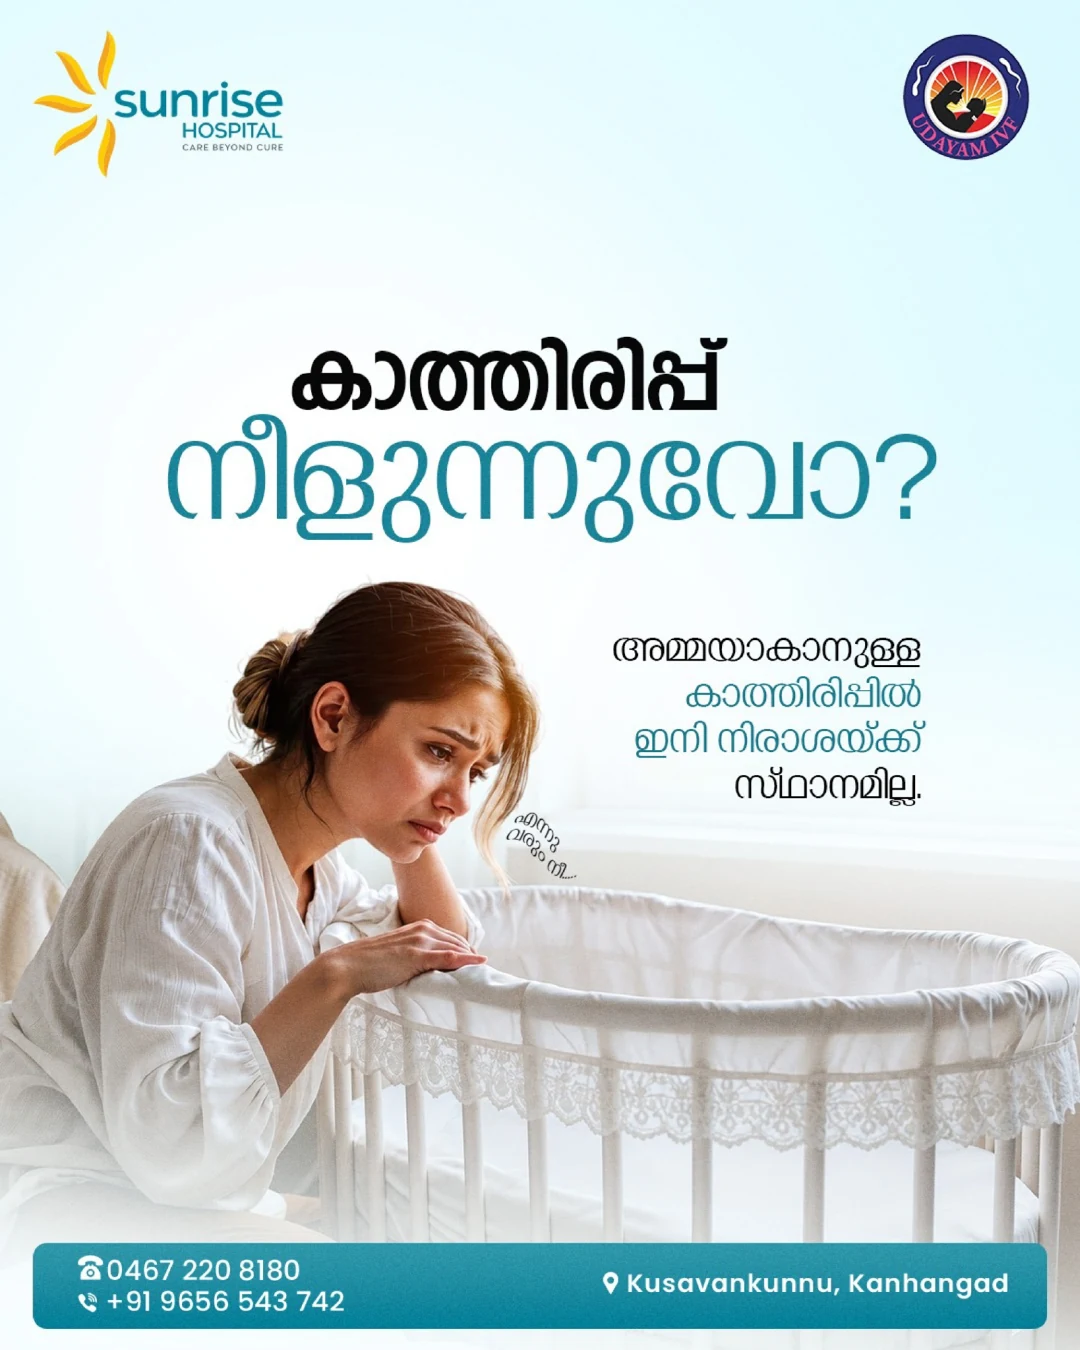 sunrise
HOSPITAL
CARE BEYOND CURE
UDAYAM IVF
കാത്തിരിപ്പ്
നീളുന്നുവോ?
അമ്മയാകാനുള്ള
കാത്തിരിപ്പിൽ
ഇനി നിരാശയ്ക്ക്
സ്ഥാനമില്ല.
എന്നു
വരും നീ....
0467 220 8180
+91 9656 543 742
Kusavankunnu, Kanhangad